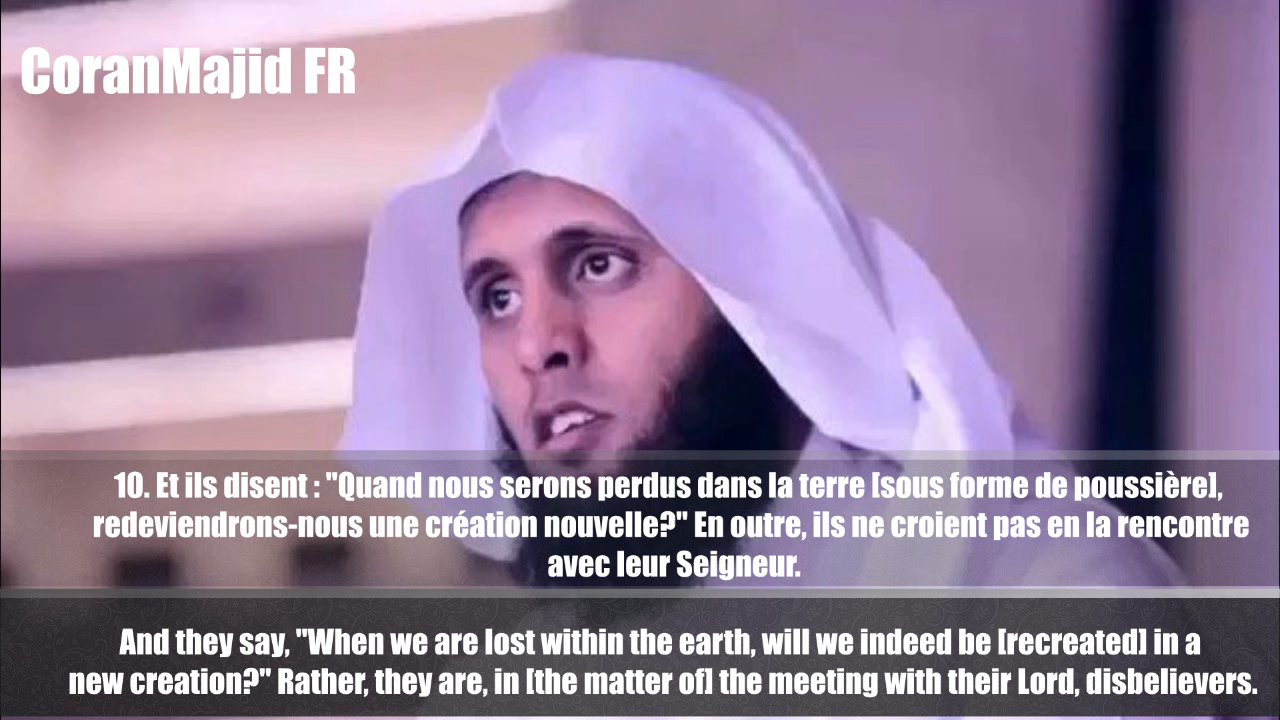 CoranMajid FR
10. Et ils disent : "Quand nous serons perdus dans la terre [sous forme de poussière],
redeviendrons-nous une création nouvelle?" En outre, ils ne croient pas en la rencontre
avec leur Seigneur.
And they say, "When we are lost within the earth, will we indeed be [recreated] in a
new creation?" Rather, they are, in [the matter of] the meeting with their Lord, disbelievers.